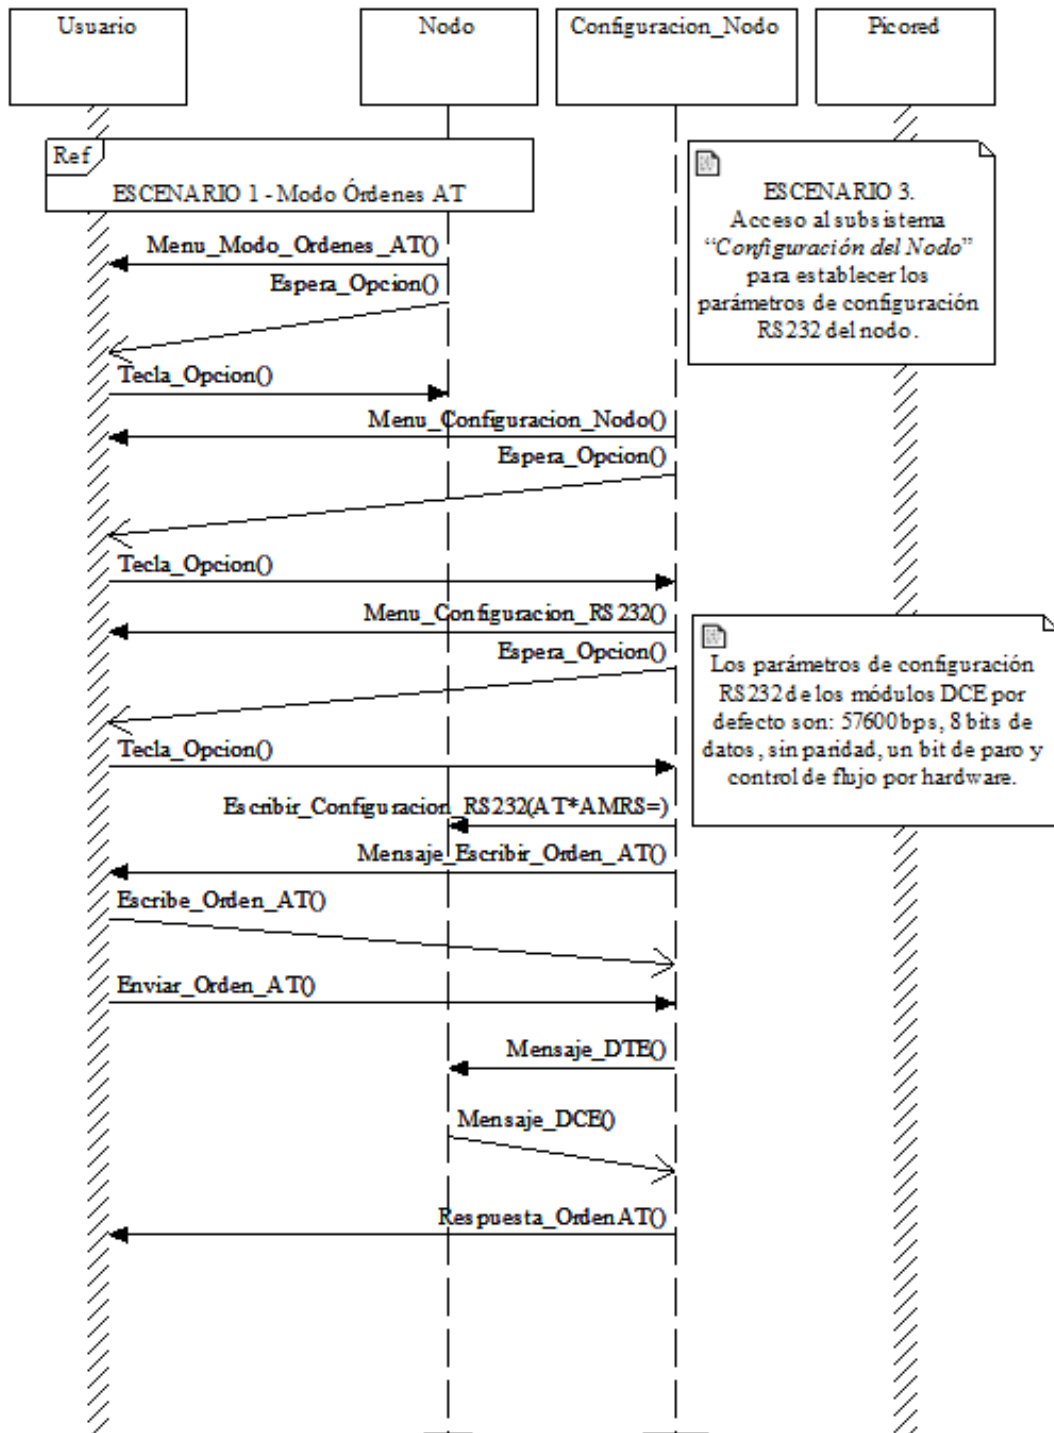 Usuario
Nodo
Configuracion_Nodo
Picored
Ref
ESCENARIO 1 - Modo Órdenes AT
ESCENARIO 3.
Acceso al subsistema
“Configuración del Nodo”
para establecer los
parámetros de configuración
RS232 del nodo.
Menu_Modo_Ordenes_AT()
Espera_Opcion()
Tecla_Opcion()
Menu_Configuracion_Nodo()
Espera_Opcion()
Tecla_Opcion()
Menu_Configuracion_RS232()
Espera_Opcion()
Los parámetros de configuración
RS232 de los módulos DCE por
defecto son: 57600 bps, 8 bits de
datos, sin paridad, un bit de paro y
control de flujo por hardware.
Tecla_Opcion()
Escribir_Configuracion_RS232(AT*AMRS=)
Mensaje_Escribir_Orden_AT()
Escribe_Orden_AT()
Enviar_Orden_AT()
Mensaje_DTE()
Mensaje_DCE()
Respuesta_OrdenAT()